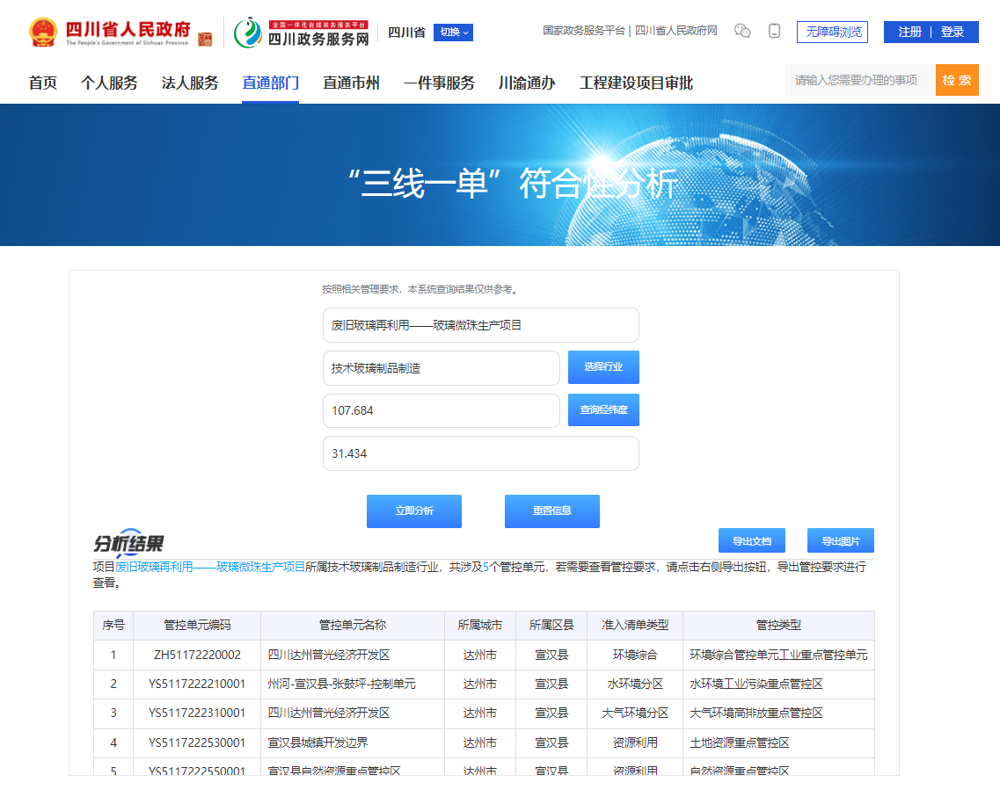 四川省人民政府
The People's Government of Sichuan Province
全国一体化在线政务服务平台
四川政务服务网
四川省 切换
国家政务服务平台 | 四川省人民政府网
无障碍浏览
注册 | 登录
首页 个人服务 法人服务 直通部门 直通市州 一件事服务 川渝通办 工程建设项目审批
请输入您需要办理的事项 检 索
“三线一单”符合性分析
按照相关管理要求，本系统查询结果仅供参考。
废旧玻璃再利用——玻璃微珠生产项目
技术玻璃制品制造 选择行业
107.684 查询经纬度
31.434
立即分析 重置信息
分析结果 导出文档 导出图片
项目废旧玻璃再利用——玻璃微珠生产项目所属技术玻璃制品制造行业，共涉及5个管控单元，若需要查看管控要求，请点击右侧导出按钮，导出管控要求进行
查看。
序号 管控单元编码 管控单元名称 所属城市 所属区县 准入清单类型 管控类型
1 ZH51172220002 四川达州普光经济开发区 达州市 宣汉县 环境综合 环境综合管控单元工业重点管控单元
2 YS5117222210001 州河-宣汉县-张鼓坪-控制单元 达州市 宣汉县 水环境分区 水环境工业污染重点管控区
3 YS5117222310001 四川达州普光经济开发区 达州市 宣汉县 大气环境分区 大气环境高排放重点管控区
4 YS5117222530001 宣汉县城镇开发边界 达州市 宣汉县 资源利用 土地资源重点管控区
5 YS5117222550001 宣汉县自然资源重点管控区 达州市 宣汉县 资源利用 自然资源重点管控区